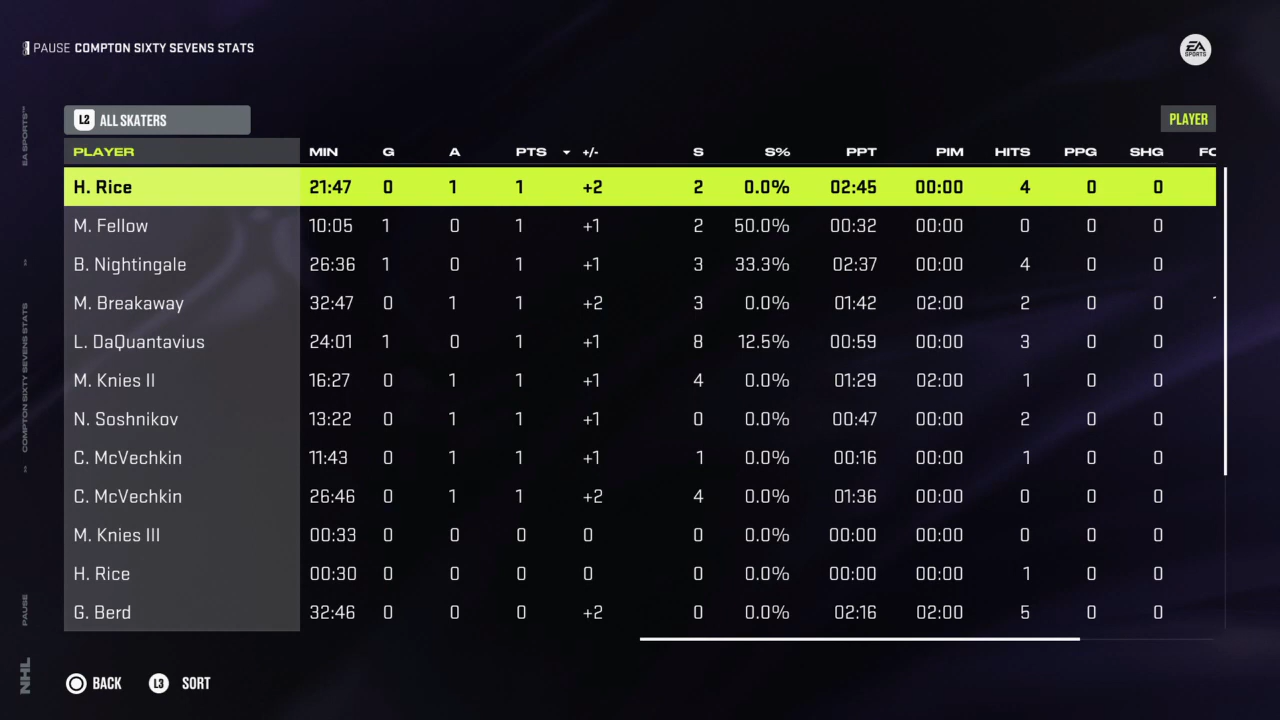 PAUSE COMPTON SIXTY SEVENS STATS
EA SPORTS
L2 ALL SKATERS
PLAYER
PLAYER MIN G A PTS +/- S S% PPT PIM HITS PPG SHG
H. Rice 21:47 0 1 1 +2 2 0.0% 02:45 00:00 4 0 0
M. Fellow 10:05 1 0 1 +1 2 50.0% 00:32 00:00 0 0 0
B. Nightingale 26:36 1 0 1 +1 3 33.3% 02:37 00:00 4 0 0
M. Breakaway 32:47 0 1 1 +2 3 0.0% 01:42 02:00 2 0 0
L. DaQuantavius 24:01 1 0 1 +1 8 12.5% 00:59 00:00 3 0 0
M. Knies II 16:27 0 1 1 +1 4 0.0% 01:29 02:00 1 0 0
N. Soshnikov 13:22 0 1 1 +1 0 0.0% 00:47 00:00 2 0 0
C. McVechkin 11:43 0 1 1 +1 1 0.0% 00:16 00:00 1 0 0
C. McVechkin 26:46 0 1 1 +2 4 0.0% 01:36 00:00 0 0 0
M. Knies III 00:33 0 0 0 0 0 0.0% 00:00 00:00 0 0 0
H. Rice 00:30 0 0 0 0 0 0.0% 00:00 00:00 1 0 0
G. Berd 32:46 0 0 0 +2 0 0.0% 02:16 02:00 5 0 0
BACK L3 SORT
NHL PAUSE » COMPTON SIXTY SEVENS STATS » EA SPORTS™